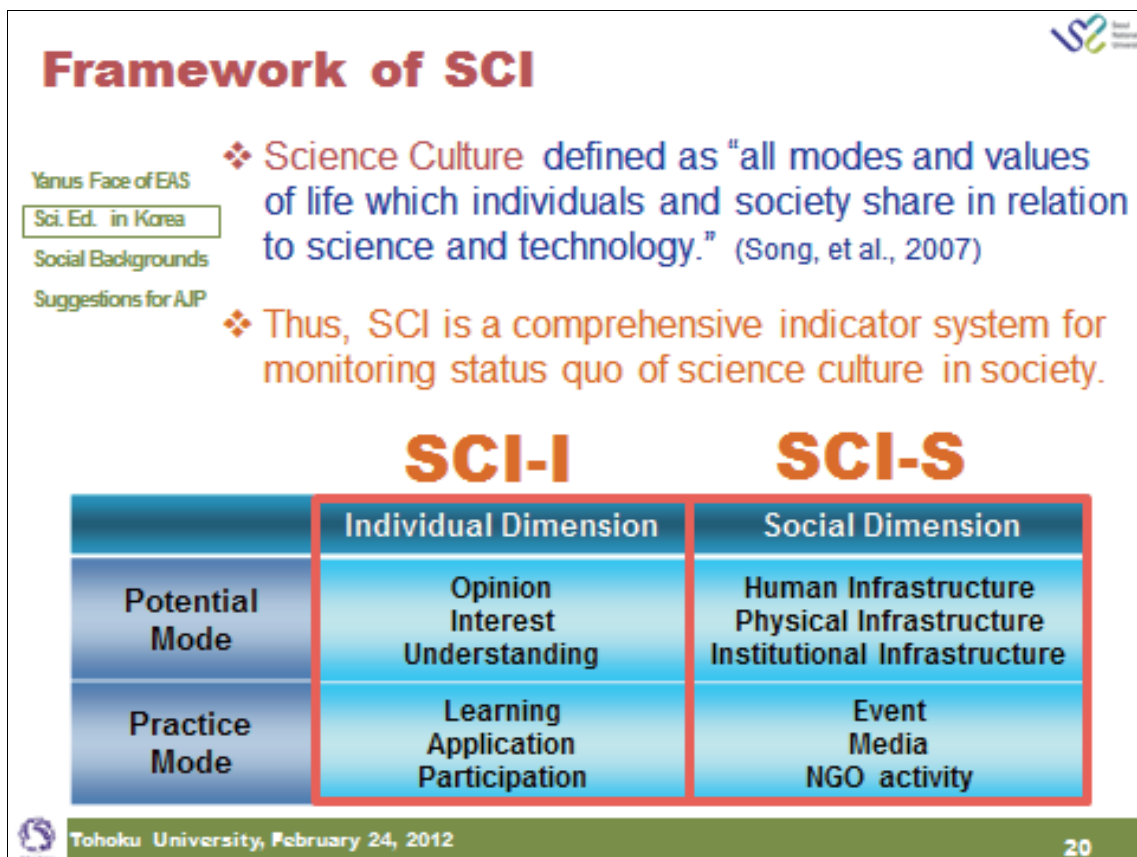 Seoul
National
Universi
Framework of SCI
Yanus Face of EAS
Sci. Ed. in Korea
Social Backgrounds
Suggestions for AJP
❖ Science Culture defined as “all modes and values
of life which individuals and society share in relation
to science and technology.” (Song, et al., 2007)
❖ Thus, SCI is a comprehensive indicator system for
monitoring status quo of science culture in society.
SCI-I SCI-S
Individual Dimension Social Dimension
Potential
Mode
Opinion
Interest
Understanding
Human Infrastructure
Physical Infrastructure
Institutional Infrastructure
Practice
Mode
Learning
Application
Participation
Event
Media
NGO activity
Tohoku University, February 24, 2012 20